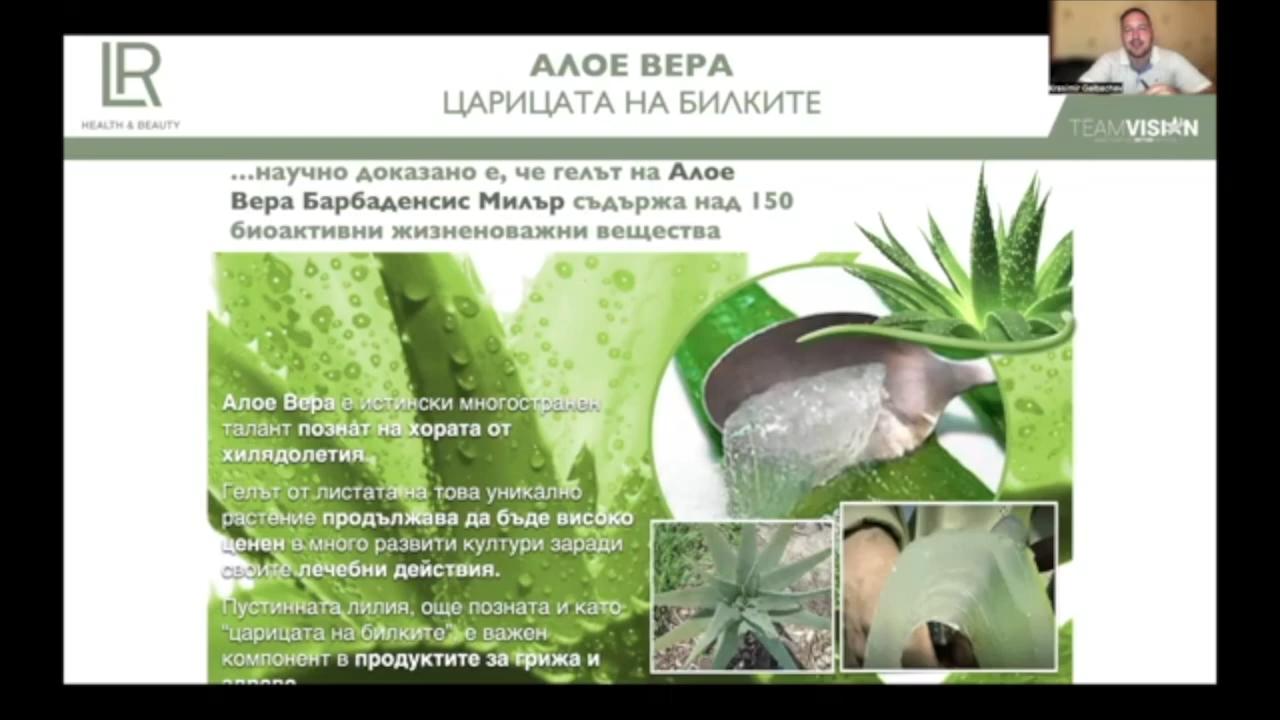 LR
HEALTH & BEAUTY
АЛОЕ ВЕРА
ЦАРИЦАТА НА БИЛКИТЕ
TEAMVISION
...научно доказано е, че гелът на Алое
Вера Барбаденсис Милър съдържа над 150
биоактивни жизненоважни вещества
Алое Вера е истински многостранен
талант познат на хората от
хилядолетия.
Гелът от листата на това уникално
растение продължава да бъде високо
ценен в много развити култури заради
своите лечебни действия.
Пустинната лилия, още позната и като
"царицата на билките", е важен
компонент в продуктите за грижа и